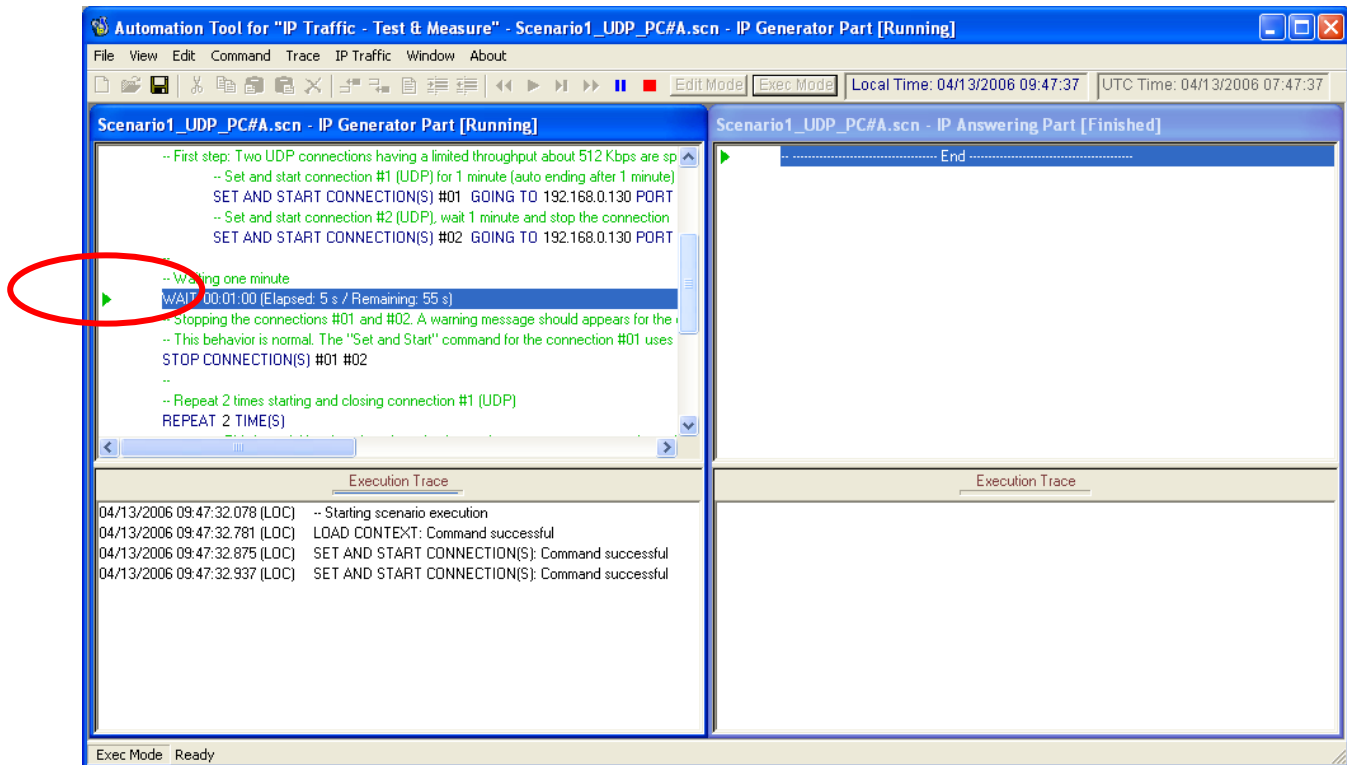 Automation Tool for "IP Traffic - Test & Measure" - Scenario1_UDP_PC#A.scn - IP Generator Part [Running]
File View Edit Command Trace IP Traffic Window About
Edit Mode Exec Mode Local Time: 04/13/2006 09:47:37 UTC Time: 04/13/2006 07:47:37
Scenario1_UDP_PC#A.scn - IP Generator Part [Running]
-- First step: Two UDP connections having a limited throughput about 512 Kbps are sp
-- Set and start connection #1 (UDP) for 1 minute (auto ending after 1 minute)
SET AND START CONNECTION(S) #01 GOING TO 192.168.0.130 PORT
-- Set and start connection #2 (UDP), wait 1 minute and stop the connection
SET AND START CONNECTION(S) #02 GOING TO 192.168.0.130 PORT
--
-- Waiting one minute
WAIT 00:01:00 (Elapsed: 5 s / Remaining: 55 s)
-- Stopping the connections #01 and #02. A warning message should appears for the
-- This behavior is normal. The "Set and Start" command for the connection #01 uses
STOP CONNECTION(S) #01 #02
--
-- Repeat 2 times starting and closing connection #1 (UDP)
REPEAT 2 TIME(S)
Execution Trace
04/13/2006 09:47:32.078 (LOC) -- Starting scenario execution
04/13/2006 09:47:32.781 (LOC) LOAD CONTEXT: Command successful
04/13/2006 09:47:32.875 (LOC) SET AND START CONNECTION(S): Command successful
04/13/2006 09:47:32.937 (LOC) SET AND START CONNECTION(S): Command successful
Scenario1_UDP_PC#A.scn - IP Answering Part [Finished]
-- ------------------------------------ End -----------------------------------------
Execution Trace
Exec Mode Ready